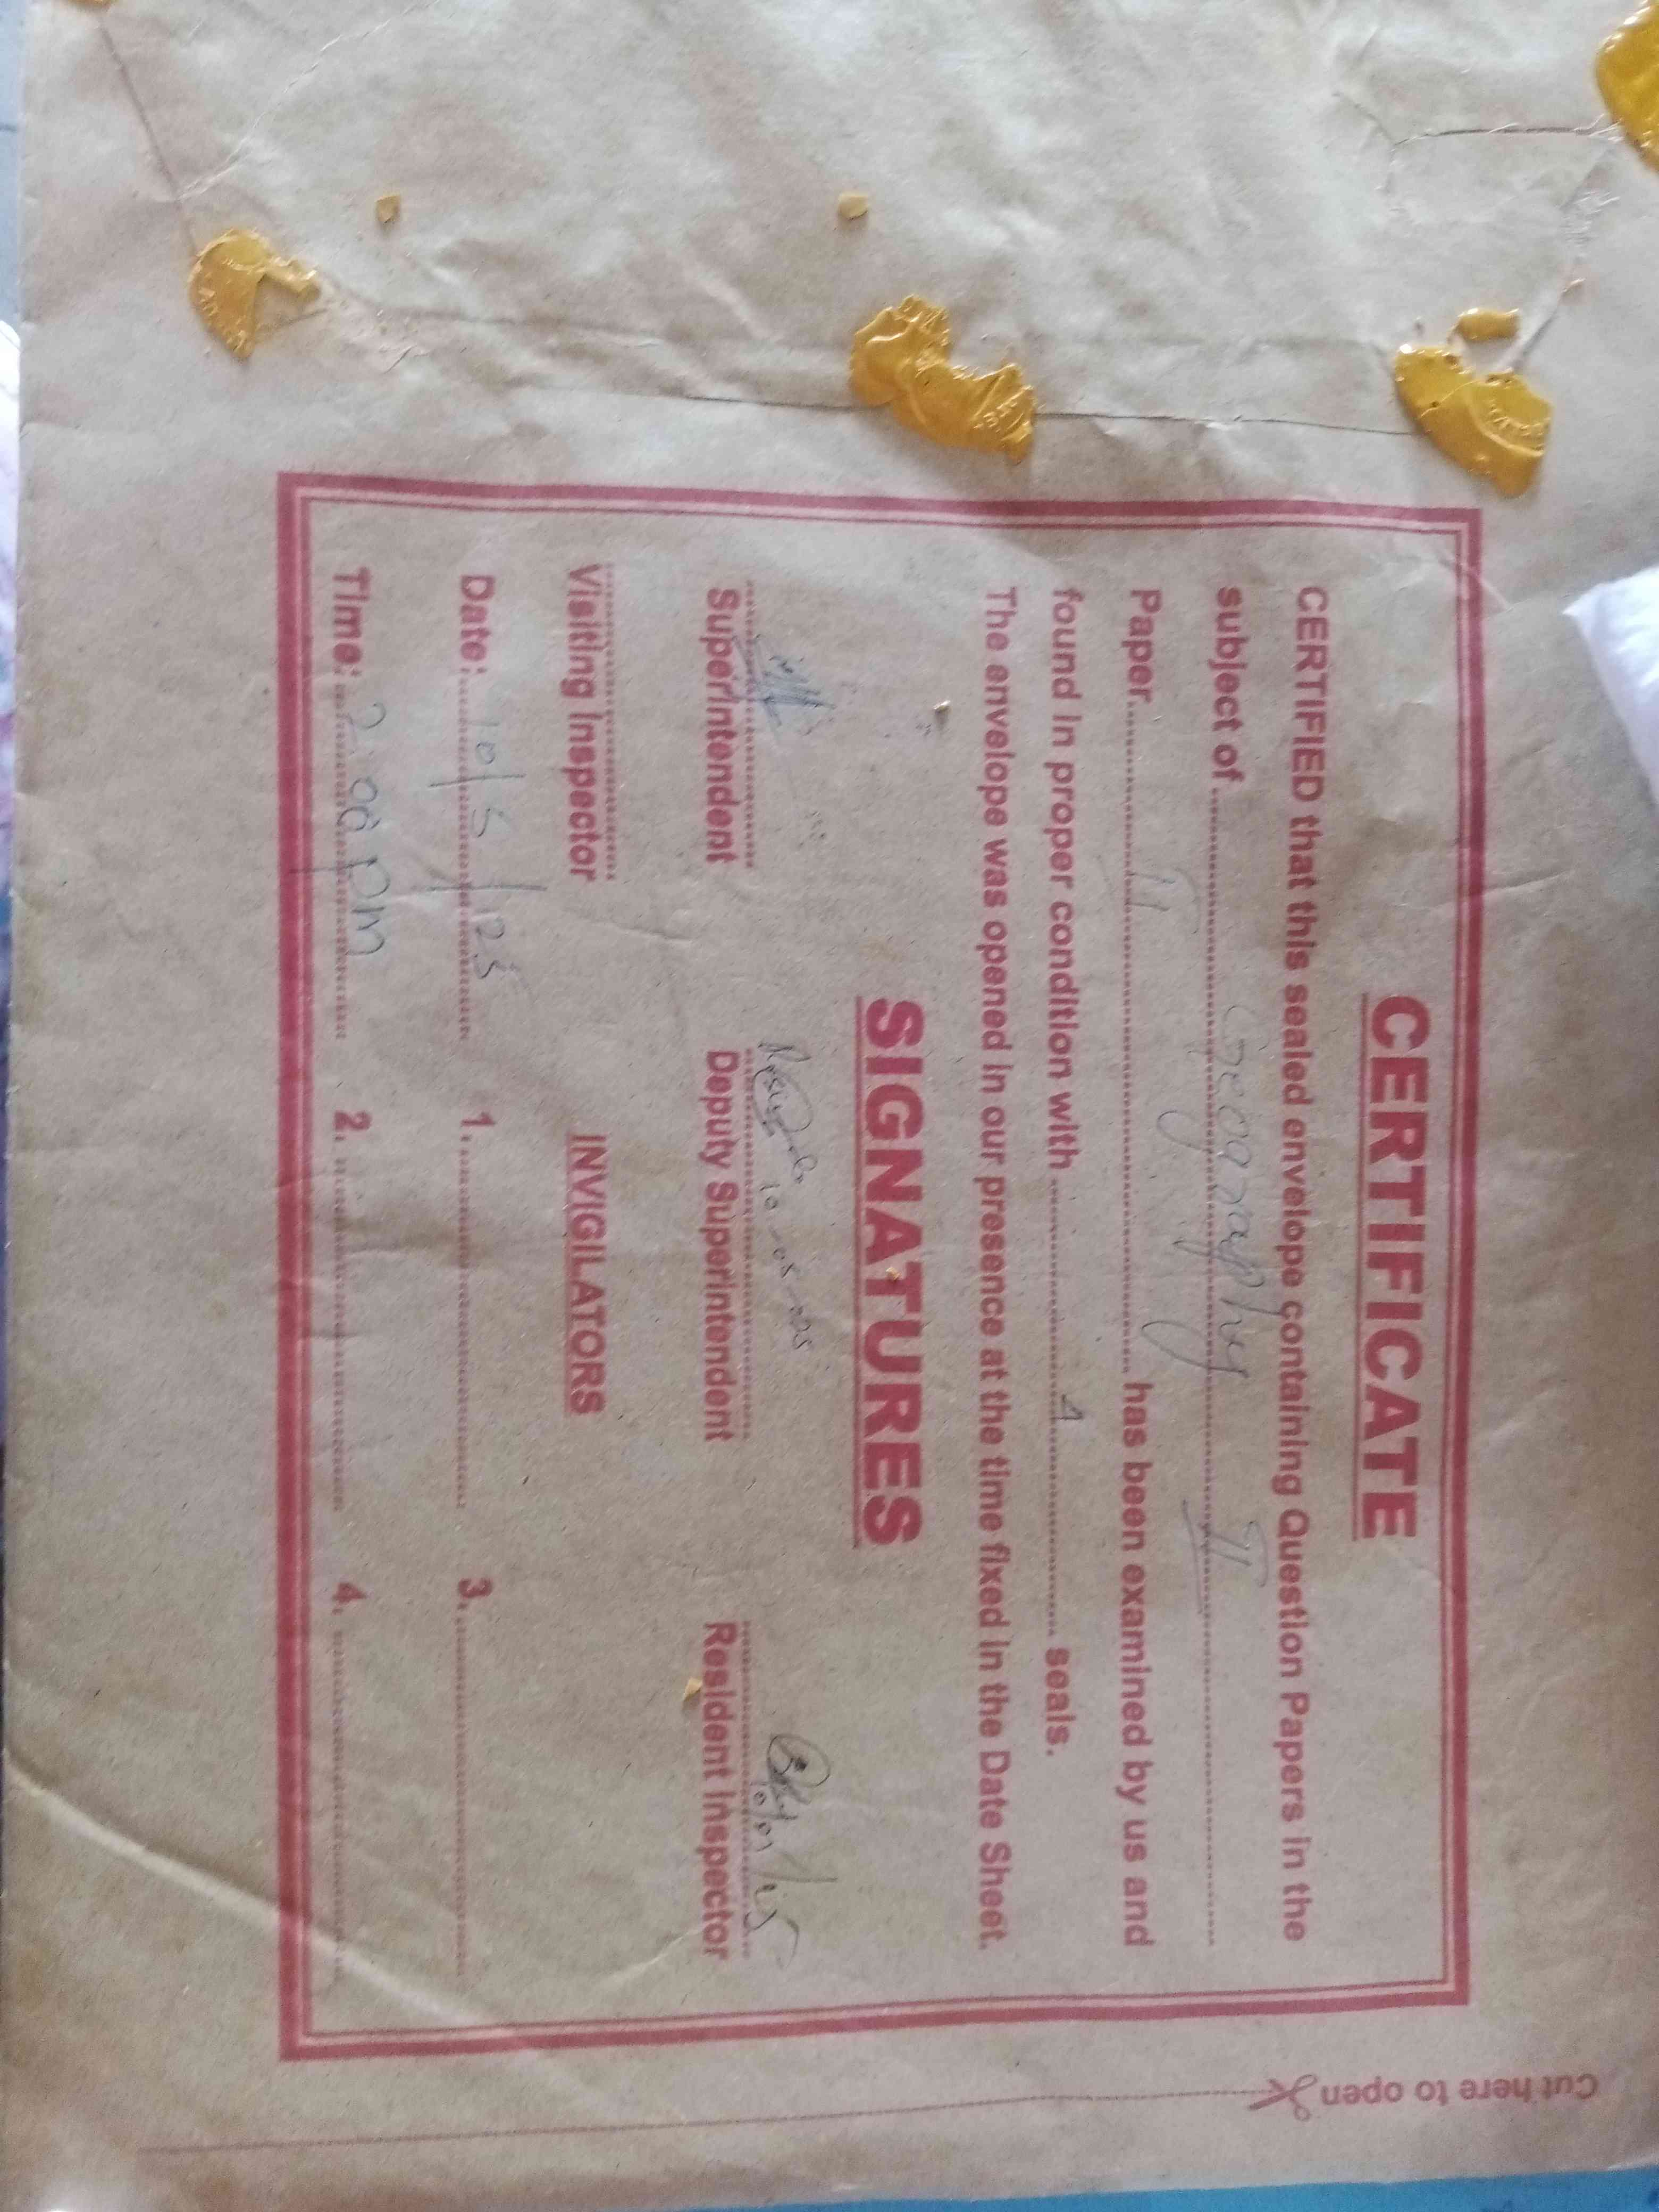 CERTIFICATE
CERTIFIED that this sealed envelope containing Question Papers in the
subject of Geography II
Paper II has been examined by us and
found in proper condition with 4 seals.
The envelope was opened in our presence at the time fixed in the Date Sheet.
SIGNATURES
10-05-05
Superintendent Deputy Superintendent Resident Inspector
Visiting Inspector INVIGILATORS
Date: 10/5/25 1. 3.
Time: 2:00 pm 2. 4.
Cut here to open